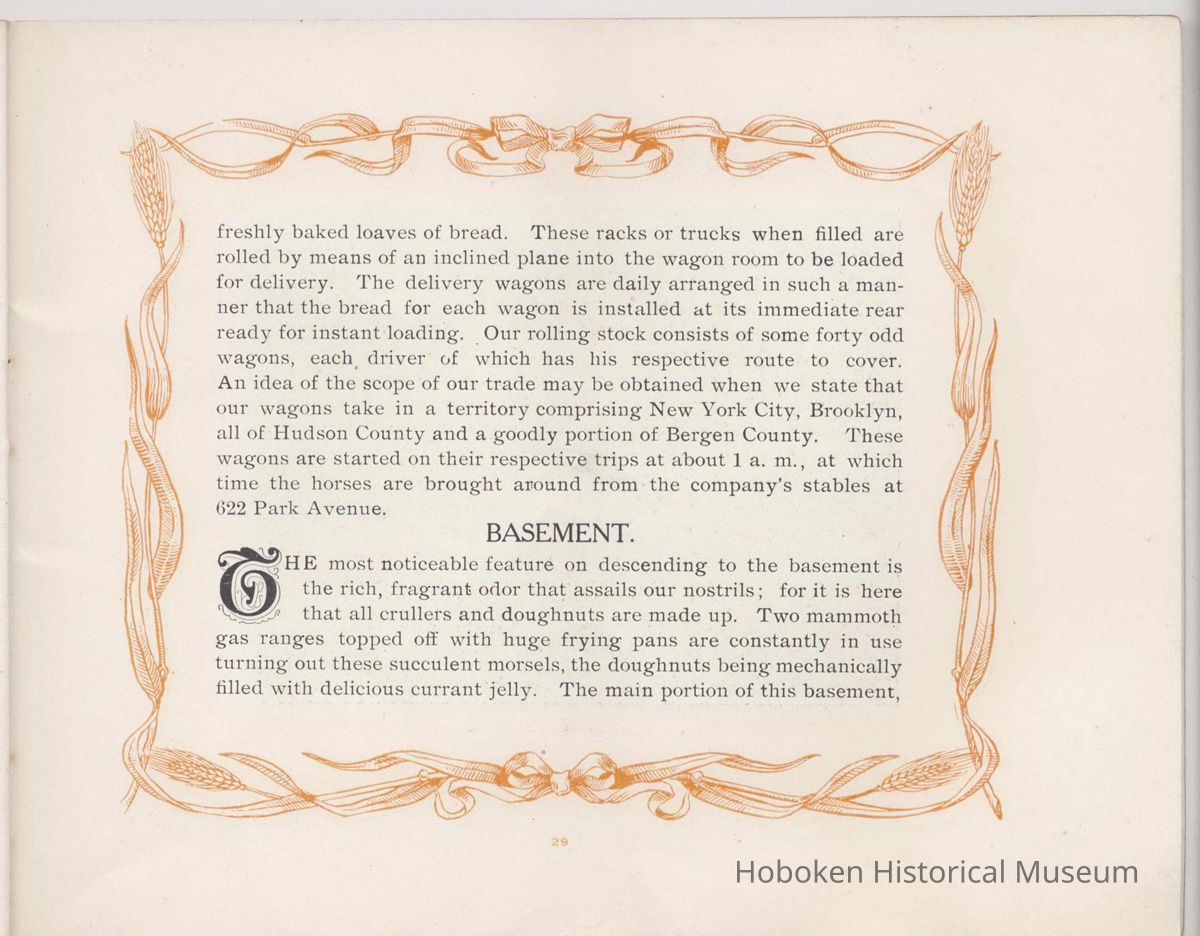 freshly baked loaves of bread. These racks or trucks when filled are
rolled by means of an inclined plane into the wagon room to be loaded
for delivery. The delivery wagons are daily arranged in such a man-
ner that the bread for each wagon is installed at its immediate rear
ready for instant loading. Our rolling stock consists of some forty odd
wagons, each driver of which has his respective route to cover.
An idea of the scope of our trade may be obtained when we state that
our wagons take in a territory comprising New York City, Brooklyn,
all of Hudson County and a goodly portion of Bergen County. These
wagons are started on their respective trips at about 1 a. m., at which
time the horses are brought around from the company's stables at
622 Park Avenue.
BASEMENT.
THE most noticeable feature on descending to the basement is
the rich, fragrant odor that assails our nostrils; for it is here
that all crullers and doughnuts are made up. Two mammoth
gas ranges topped off with huge frying pans are constantly in use
turning out these succulent morsels, the doughnuts being mechanically
filled with delicious currant jelly. The main portion of this basement,
29
Hoboken Historical Museum